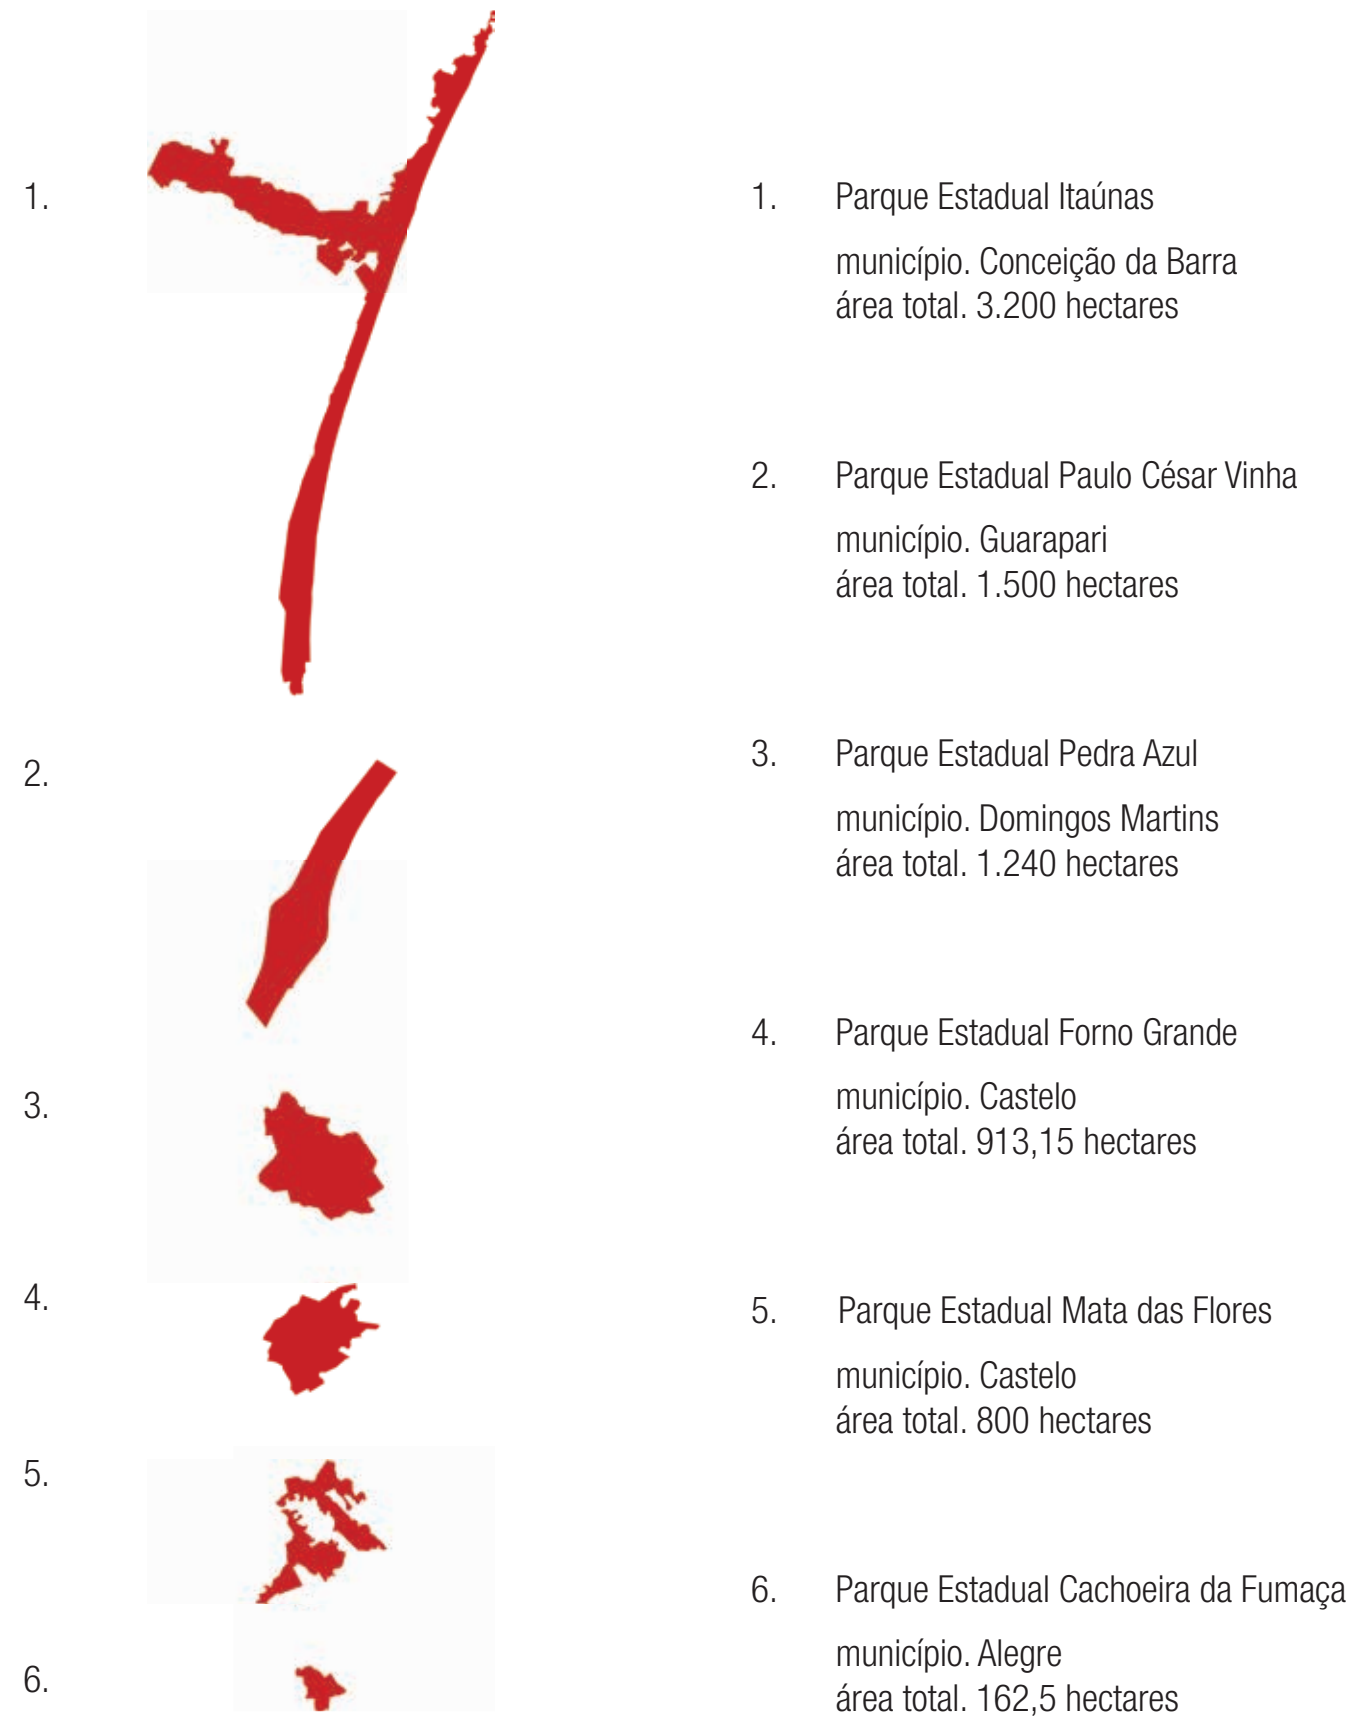 1.
2.
3.
4.
5.
6.
1. Parque Estadual Itaúnas
município. Conceição da Barra
área total. 3.200 hectares
2. Parque Estadual Paulo César Vinha
município. Guarapari
área total. 1.500 hectares
3. Parque Estadual Pedra Azul
município. Domingos Martins
área total. 1.240 hectares
4. Parque Estadual Forno Grande
município. Castelo
área total. 913,15 hectares
5. Parque Estadual Mata das Flores
município. Castelo
área total. 800 hectares
6. Parque Estadual Cachoeira da Fumaça
município. Alegre
área total. 162,5 hectares